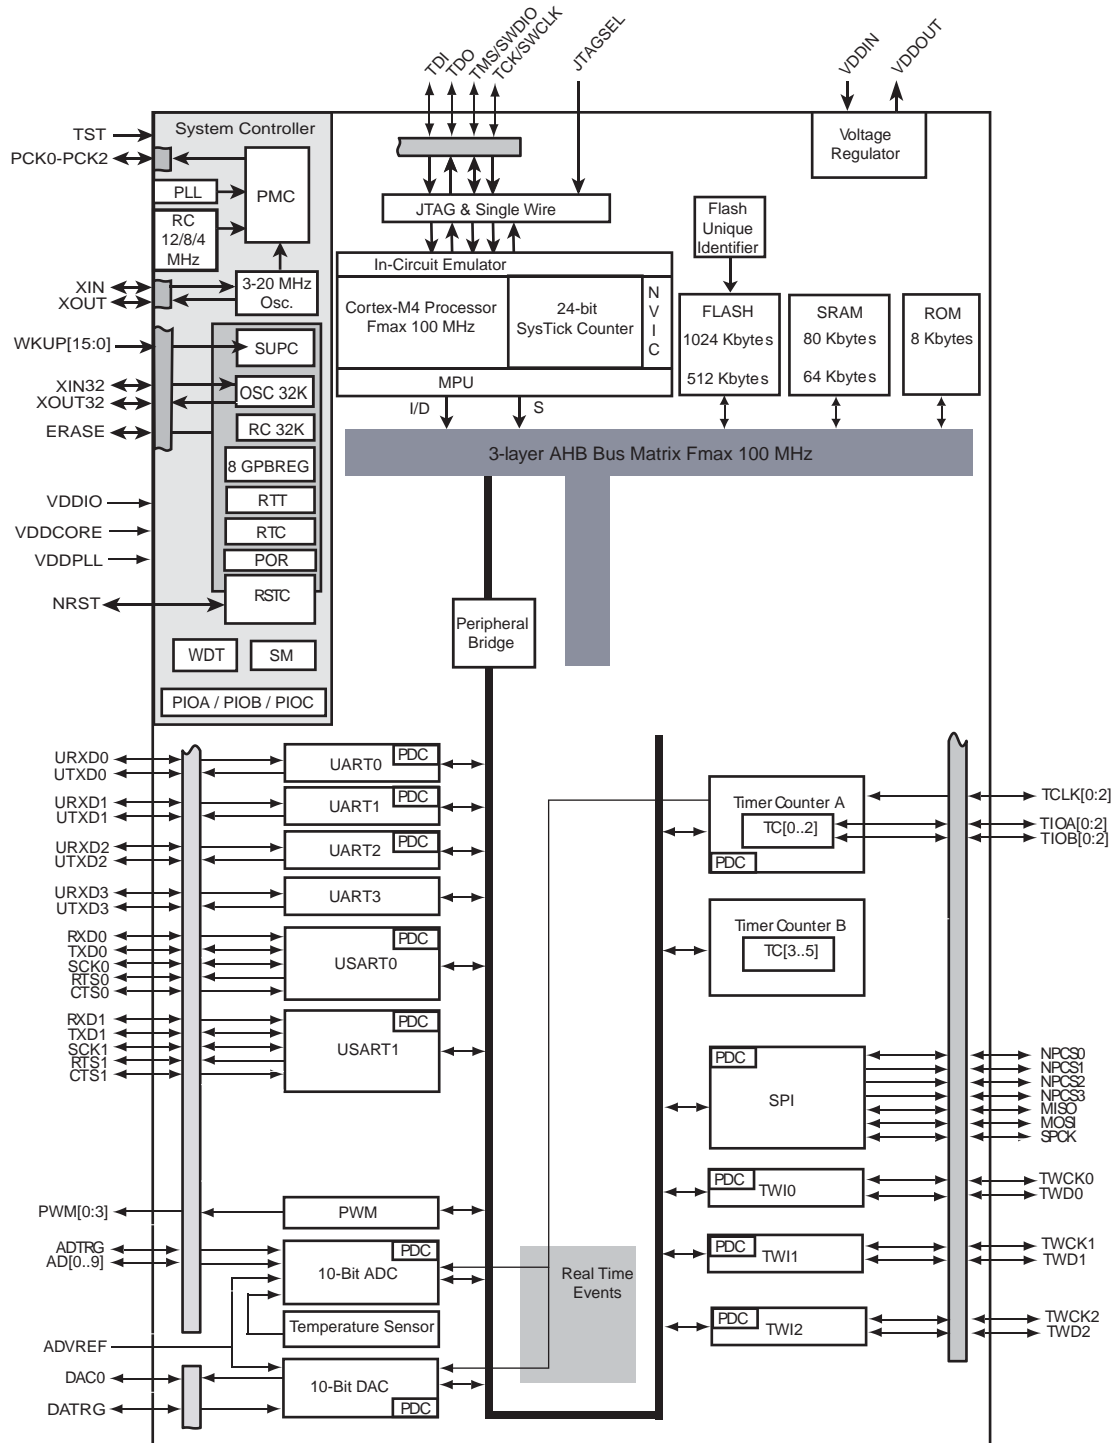 TDI
TDO
TMS/SWDIO
TCK/SWCLK
JTAGSEL
VDDIN
VDDOUT
System Controller
TST
PCK0-PCK2
PLL
PMC
RC
12/8/4
MHz
XIN
XOUT
3-20 MHz
Osc.
WKUP[15:0]
SUPC
XIN32
XOUT32
OSC 32K
ERASE
RC 32K
8 GPBREG
VDDIO
RTT
VDDCORE
RTC
VDDPLL
POR
NRST
RSTC
WDT
SM
PIOA / PIOB / PIOC
Voltage
Regulator
JTAG & Single Wire
Flash
Unique
Identifier
In-Circuit Emulator
Cortex-M4 Processor
Fmax 100 MHz
24-bit
SysTick Counter
N
V
I
C
MPU
FLASH
1024 Kbytes
512 Kbytes
SRAM
80 Kbytes
64 Kbytes
ROM
8 Kbytes
I/D
S
3-layer AHB Bus Matrix Fmax 100 MHz
Peripheral
Bridge
URXD0
UTXD0
UART0
PDC
URXD1
UTXD1
UART1
PDC
URXD2
UTXD2
UART2
PDC
URXD3
UTXD3
UART3
RXD0
TXD0
SCK0
RTS0
CTS0
USART0
PDC
RXD1
TXD1
SCK1
RTS1
CTS1
USART1
PDC
PWM[0:3]
PWM
ADTRG
AD[0..9]
10-Bit ADC
PDC
Temperature Sensor
ADVREF
DAC0
DATRG
10-Bit DAC
PDC
Real Time
Events
Timer Counter A
TC[0..2]
PDC
TCLK[0:2]
TIOA[0:2]
TIOB[0:2]
Timer Counter B
TC[3..5]
PDC
SPI
NPCS0
NPCS1
NPCS2
NPCS3
MISO
MOSI
SPCK
PDC
TWI0
TWCK0
TWD0
PDC
TWI1
TWCK1
TWD1
PDC
TWI2
TWCK2
TWD2